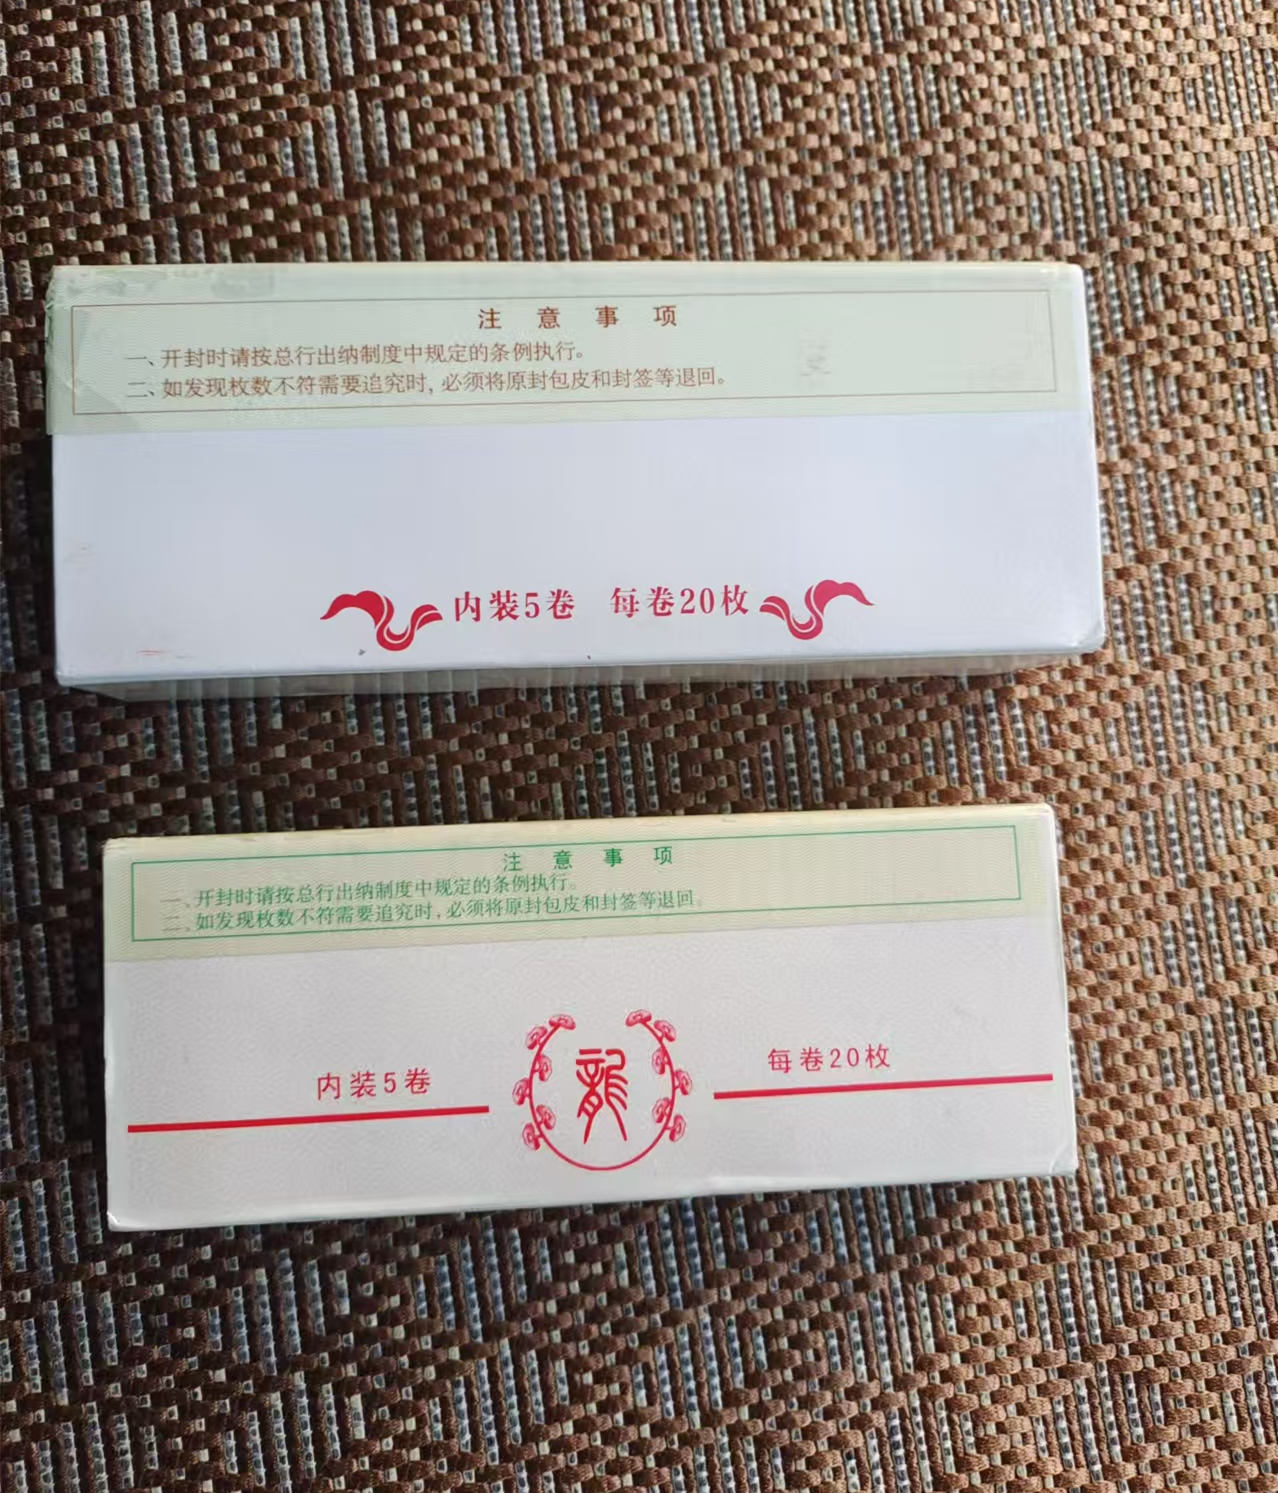 注意事项
一、开封时请按总行出纳制度中规定的条例执行。
二、如发现枚数不符需要追究时，必须将原封包皮和封签等退回。
内装5卷 每卷20枚
注意事项
一、开封时请按总行出纳制度中规定的条例执行。
二、如发现枚数不符需要追究时，必须将原封包皮和封签等退回。
内装5卷 龍 每卷20枚